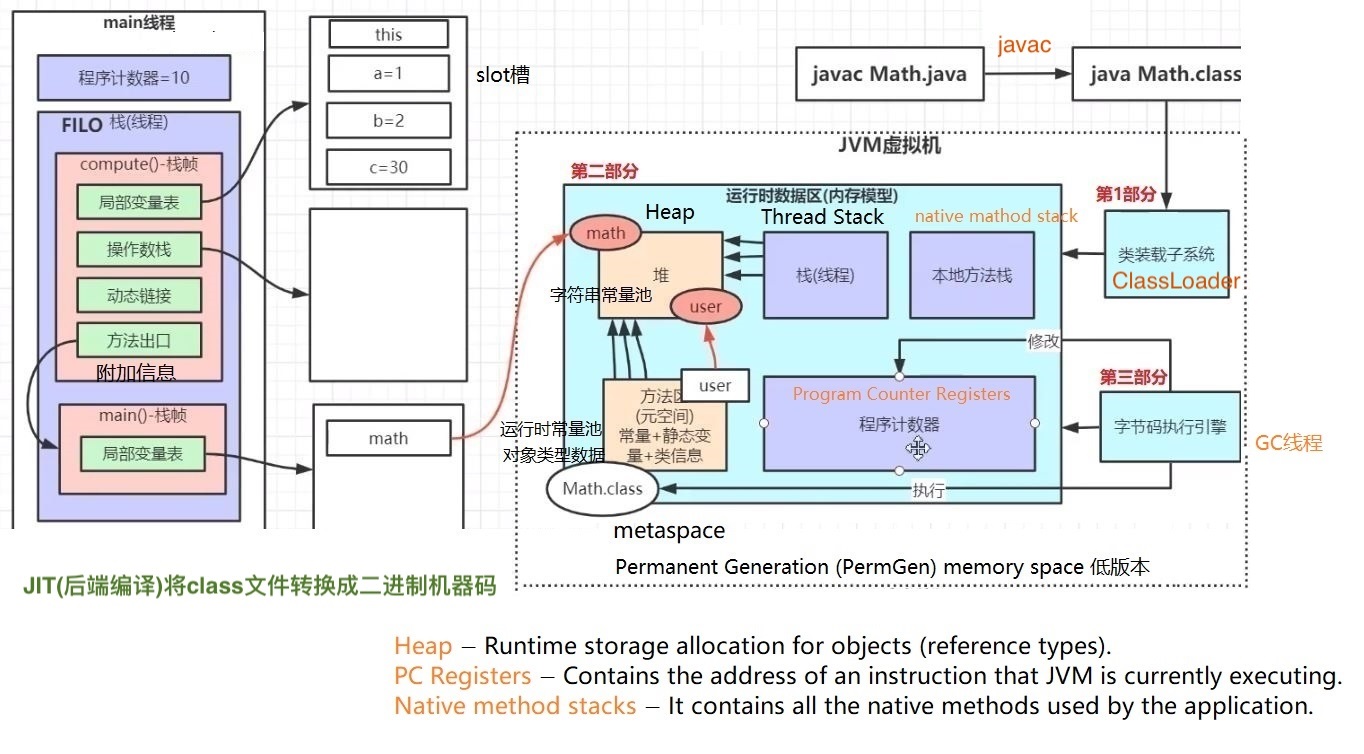 main线程
程序计数器=10
FILO 栈(线程)
compute()-栈帧
局部变量表
操作数栈
动态链接
方法出口
附加信息
main()-栈帧
局部变量表
this
a=1
b=2
c=30
slot槽
math
javac Math.java
javac
java Math.class
JVM虚拟机
第二部分
运行时数据区(内存模型)
Heap
Thread Stack
native mathod stack
math
堆
栈(线程)
本地方法栈
字符串常量池
user
user
方法区
(元空间)
常量+静态变
量+类信息
运行时常量池
对象类型数据
Math.class
Program Counter Registers
程序计数器
第1部分
类装载子系统
ClassLoader
修改
第三部分
字节码执行引擎
执行
GC线程
metaspace
Permanent Generation (PermGen) memory space 低版本
JIT(后端编译)将class文件转换成二进制机器码
Heap – Runtime storage allocation for objects (reference types).
PC Registers – Contains the address of an instruction that JVM is currently executing.
Native method stacks – It contains all the native methods used by the application.